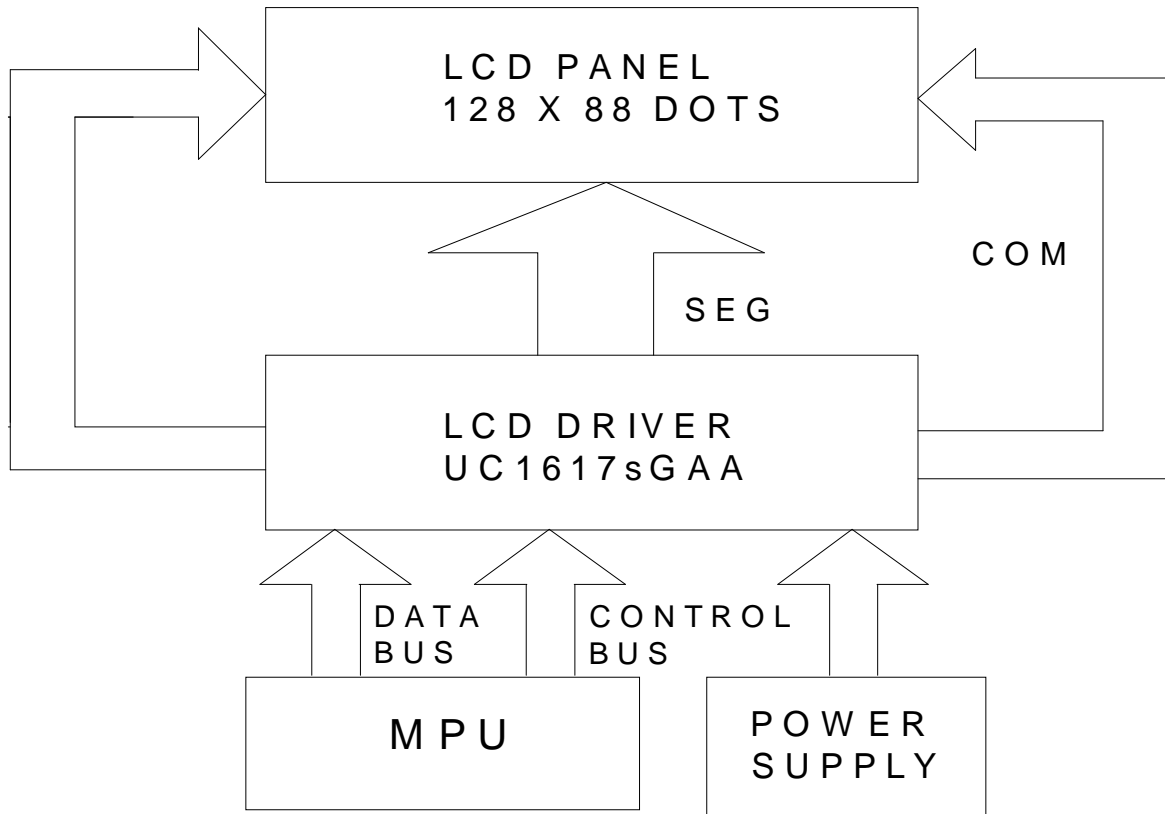 LCD PANEL
128 X 88 DOTS
COM
SEG
LCD DRIVER
UC1617sGAA
DATA
BUS
CONTROL
BUS
MPU
POWER
SUPPLY